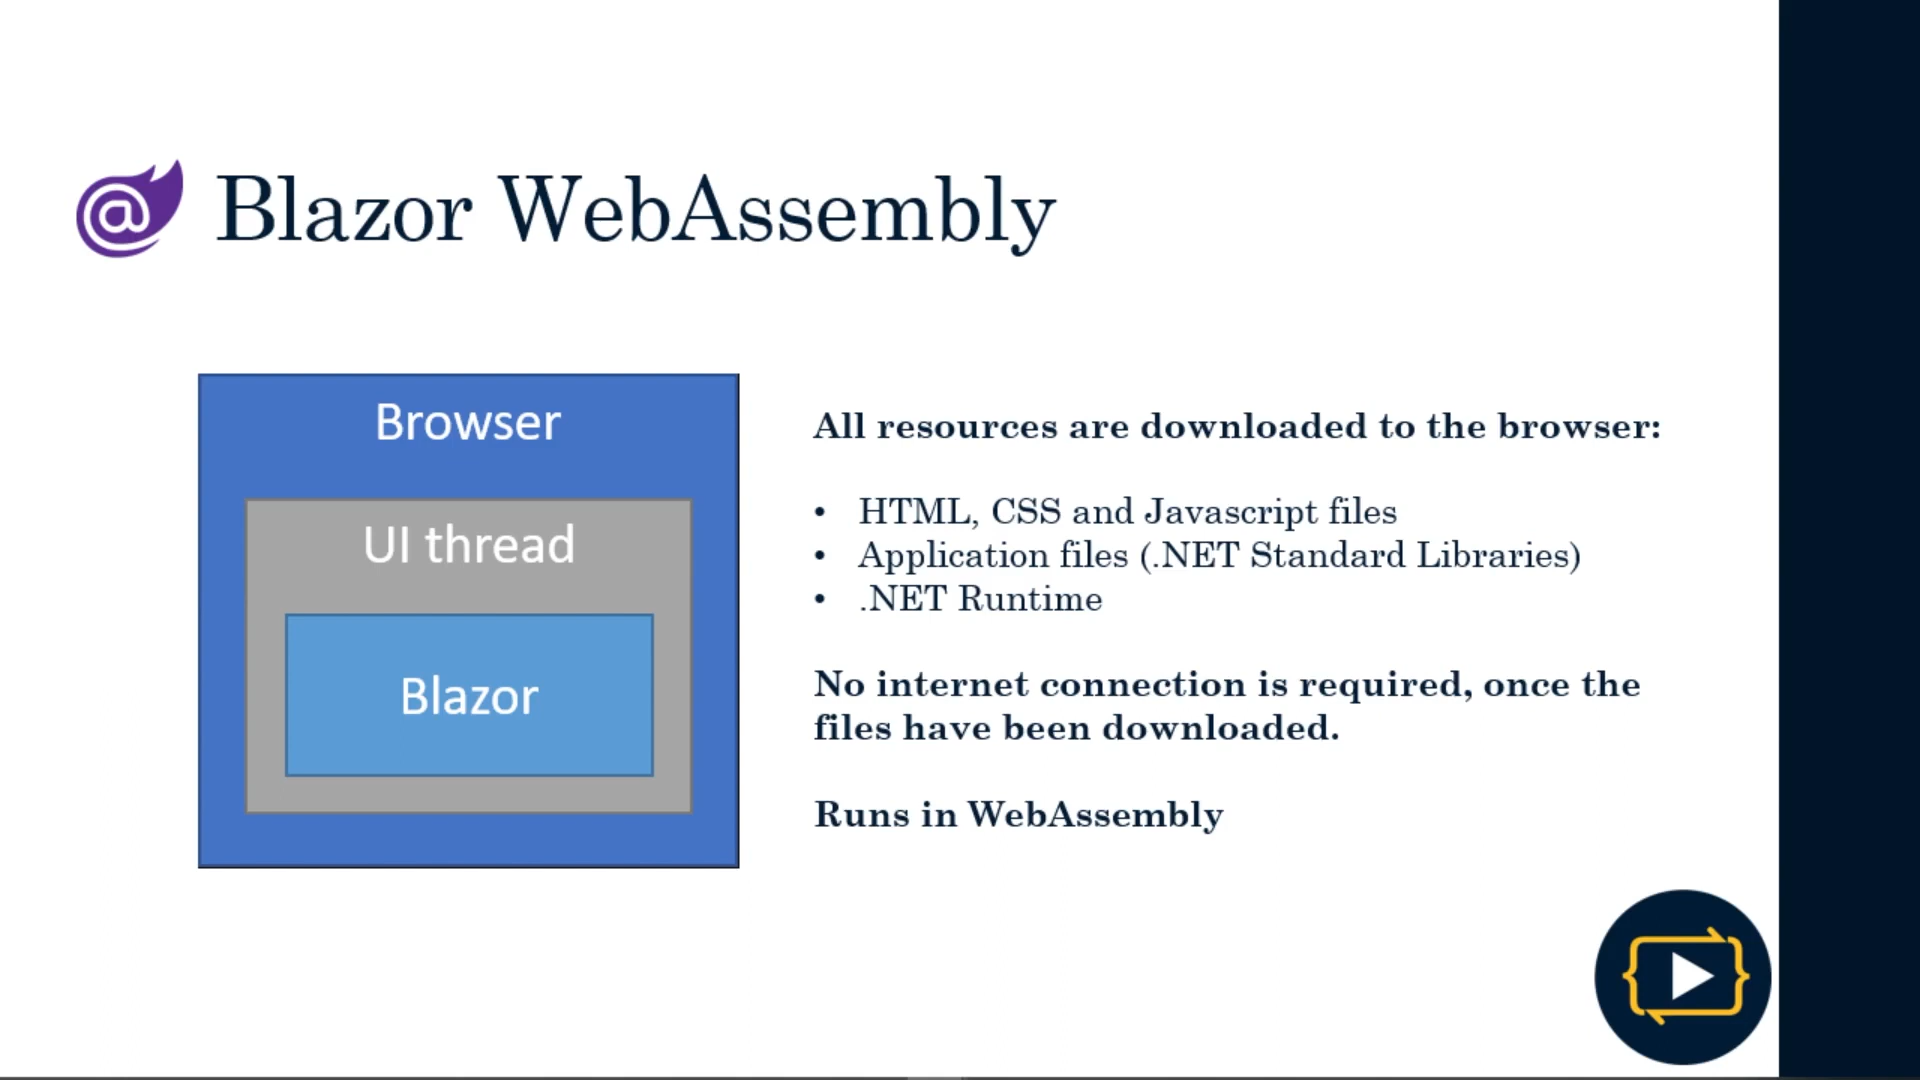 Blazor WebAssembly
Browser
UI thread
Blazor
All resources are downloaded to the browser:
• HTML, CSS and Javascript files
• Application files (.NET Standard Libraries)
• .NET Runtime
No internet connection is required, once the
files have been downloaded.
Runs in WebAssembly